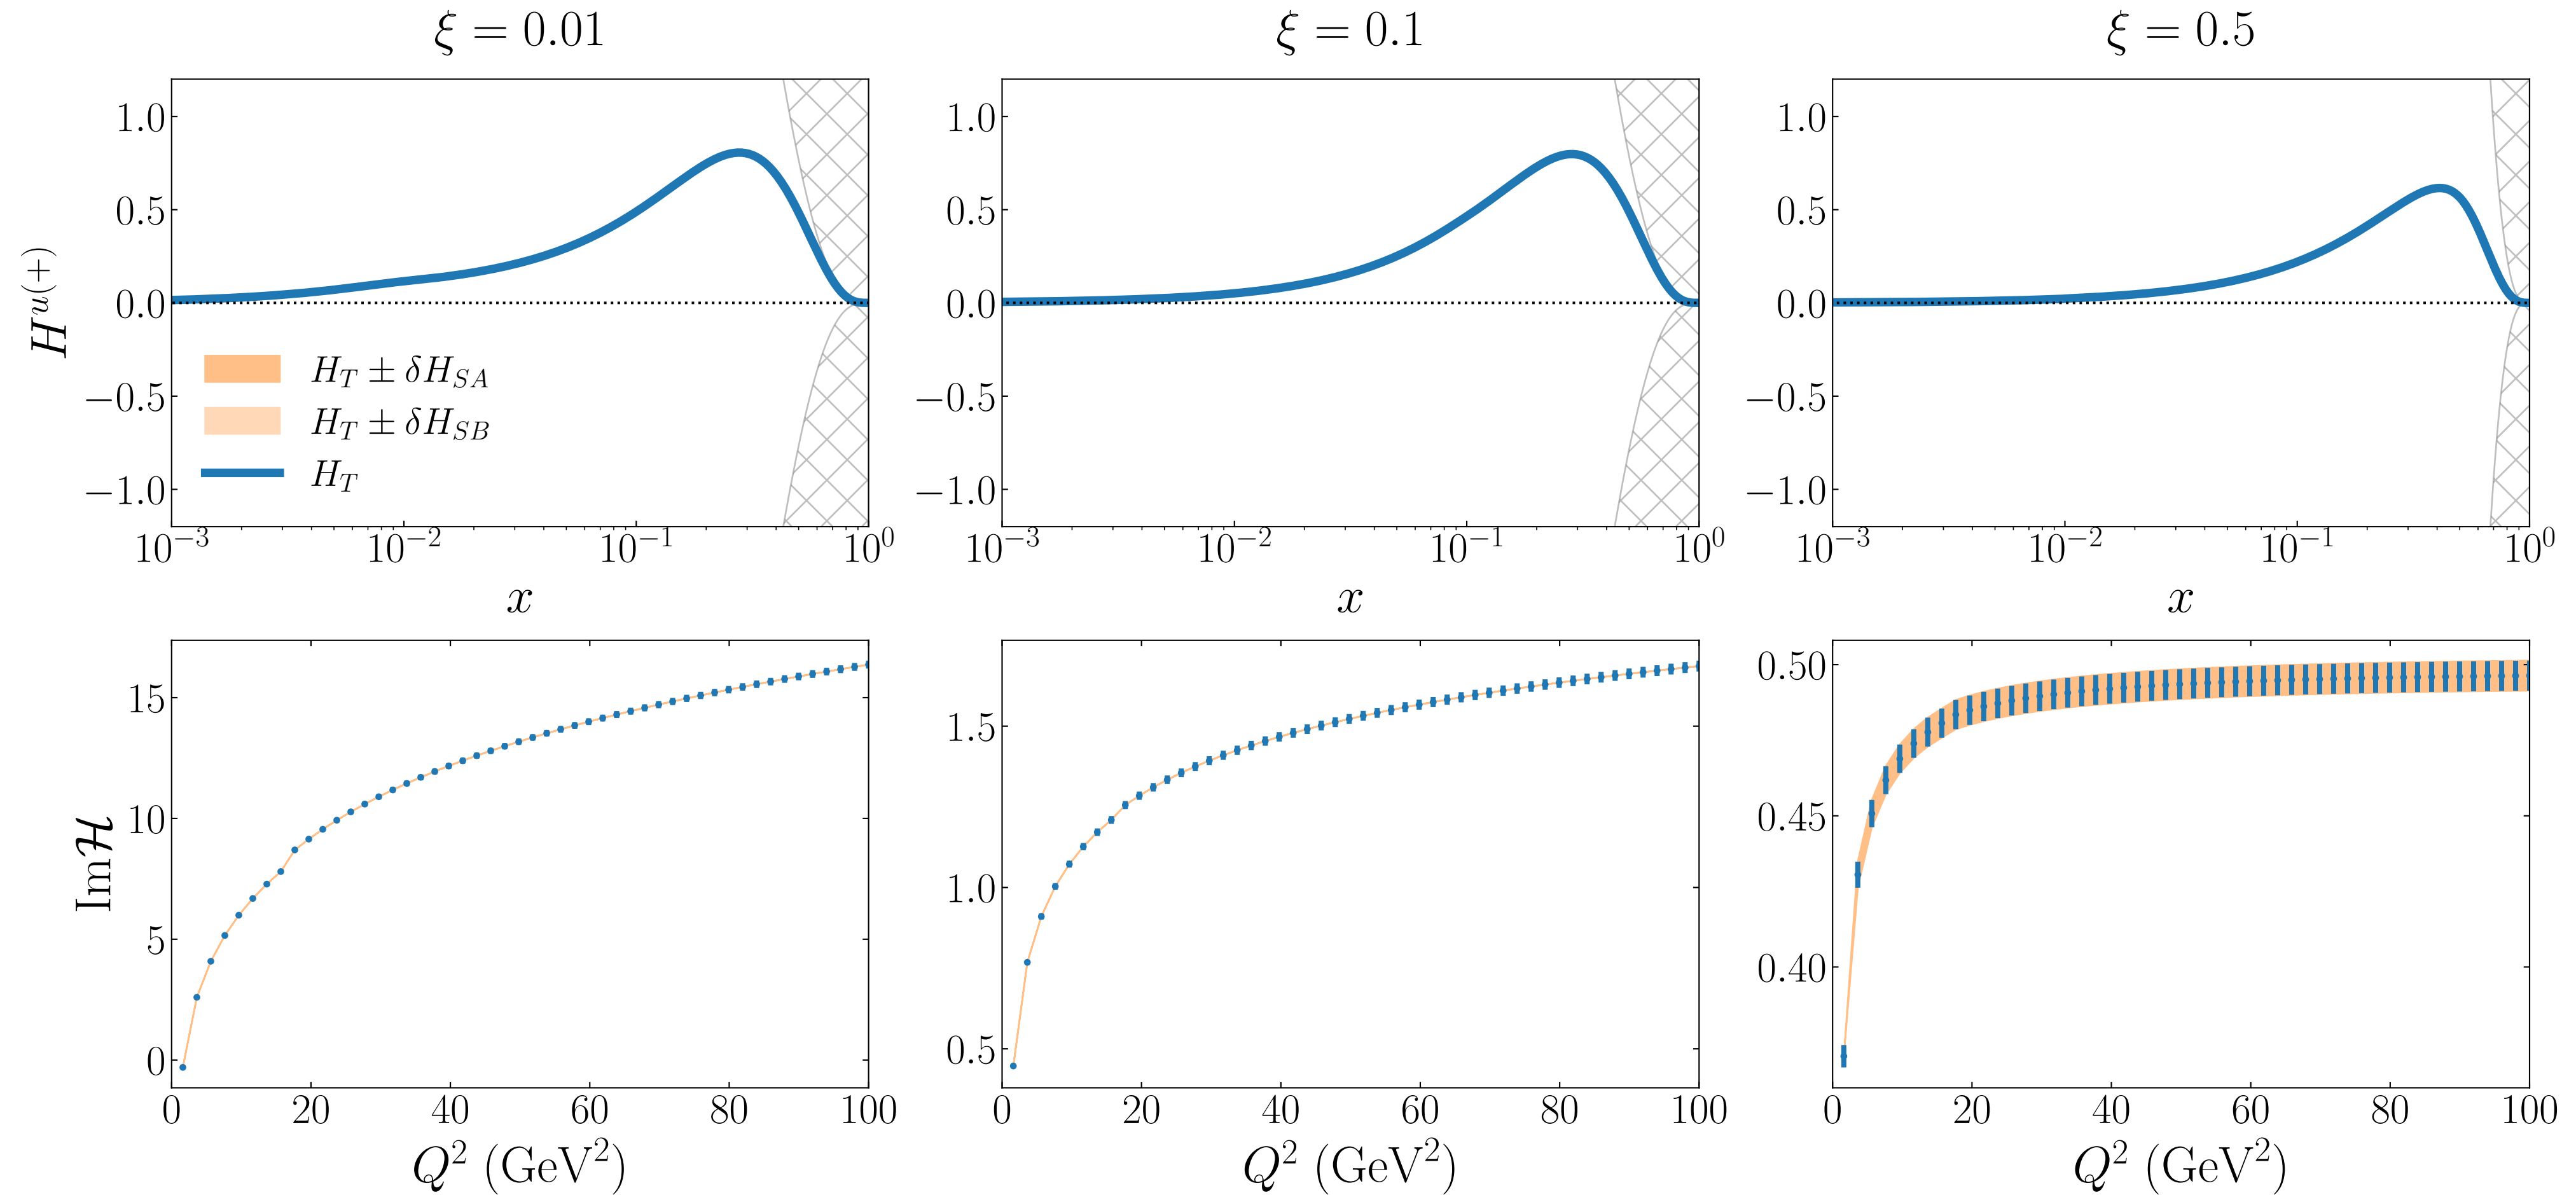 ξ = 0.01
ξ = 0.1
ξ = 0.5
H^{u(+)}
1.0
0.5
0.0
−0.5
−1.0
H_T ± δH_{SA}
H_T ± δH_{SB}
H_T
10^{−3} 10^{−2} 10^{−1} 10^0
x
1.0
0.5
0.0
−0.5
−1.0
10^{−3} 10^{−2} 10^{−1} 10^0
x
1.0
0.5
0.0
−0.5
−1.0
10^{−3} 10^{−2} 10^{−1} 10^0
x
Imℋ
15
10
5
0
0 20 40 60 80 100
Q^2 (GeV^2)
1.5
1.0
0.5
0 20 40 60 80 100
Q^2 (GeV^2)
0.50
0.45
0.40
0 20 40 60 80 100
Q^2 (GeV^2)